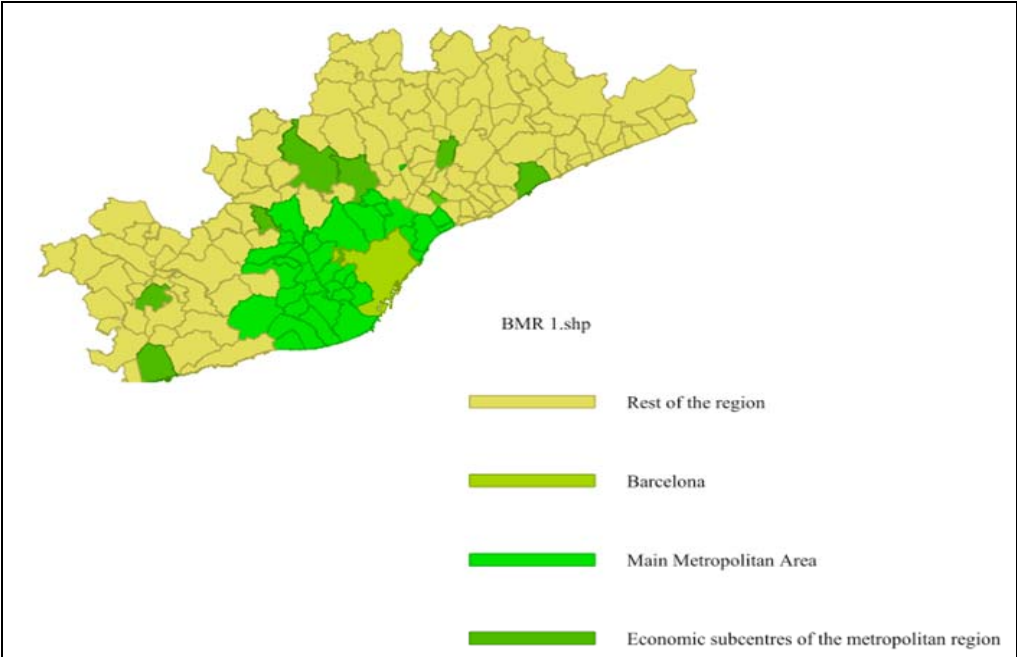 BMR 1.shp
Rest of the region
Barcelona
Main Metropolitan Area
Economic subcentres of the metropolitan region